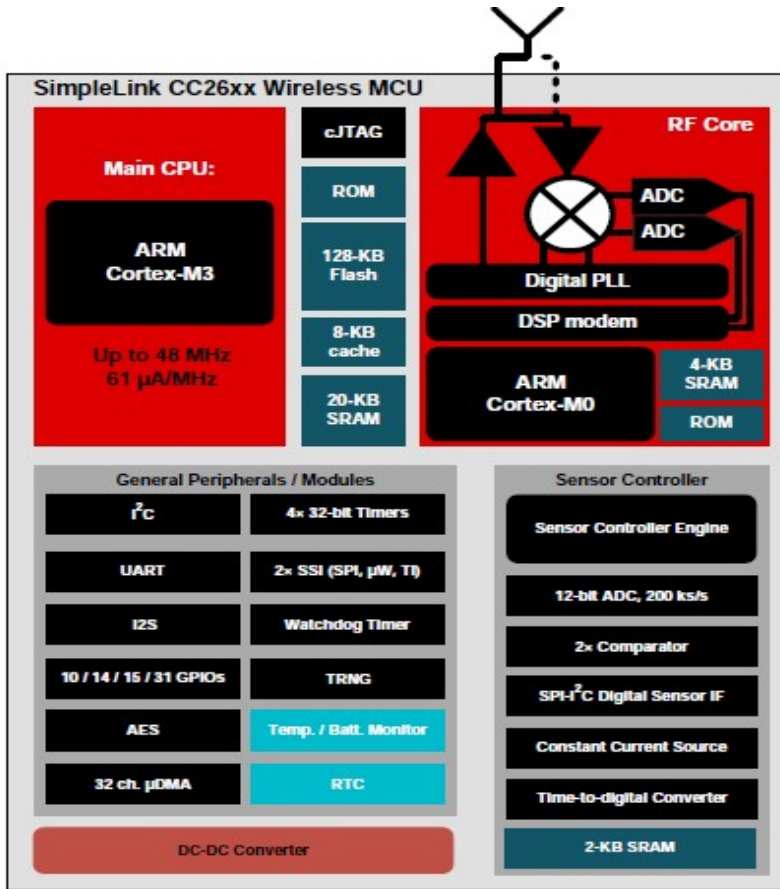 SimpleLink CC26xx Wireless MCU
Main CPU:
ARM
Cortex-M3
Up to 48 MHz
61 µA/MHz
cJTAG
ROM
128-KB
Flash
8-KB
cache
20-KB
SRAM
RF Core
ADC
ADC
Digital PLL
DSP modem
ARM
Cortex-M0
4-KB
SRAM
ROM
General Peripherals / Modules
I²C
4× 32-bit Timers
UART
2× SSI (SPI, µW, TI)
I2S
Watchdog Timer
10 / 14 / 15 / 31 GPIOs
TRNG
AES
Temp. / Batt. Monitor
32 ch. µDMA
RTC
DC-DC Converter
Sensor Controller
Sensor Controller Engine
12-bit ADC, 200 ks/s
2× Comparator
SPI-I²C Digital Sensor IF
Constant Current Source
Time-to-digital Converter
2-KB SRAM